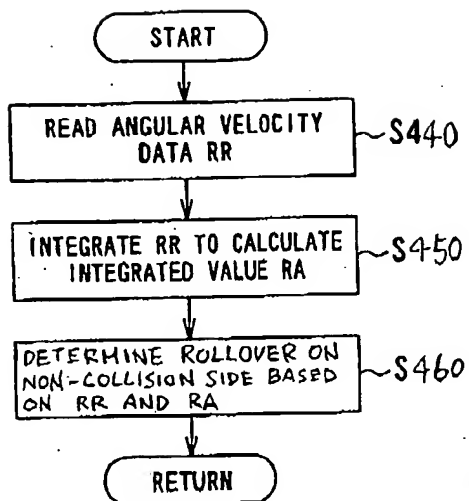 START
READ ANGULAR VELOCITY
DATA RR
S440
INTEGRATE RR TO CALCULATE
INTEGRATED VALUE RA
S450
DETERMINE ROLLOVER ON
NON-COLLISION SIDE BASED
ON RR AND RA
S460
RETURN